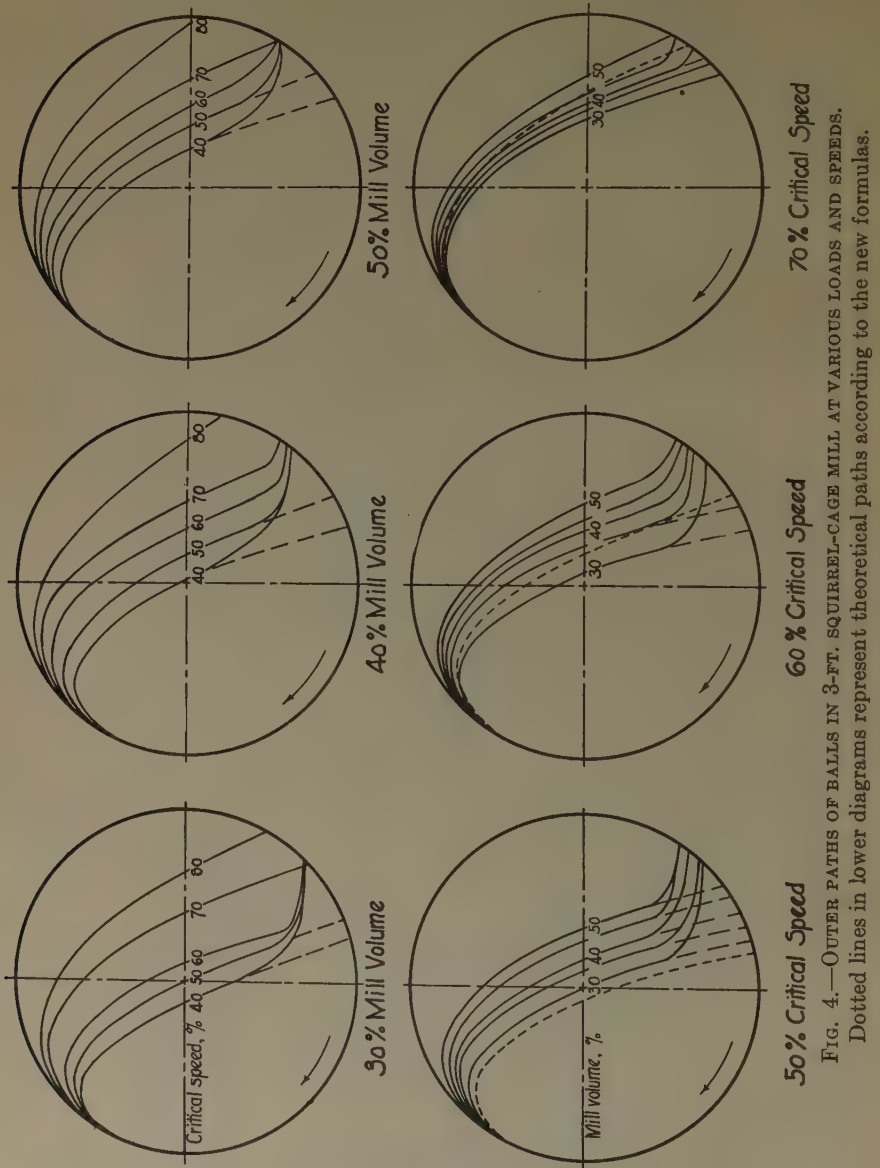 Critical speed, % 40 50 60 70 80
30% Mill Volume
40 50 60 70 80
40% Mill Volume
40 50 60 70 80
50% Mill Volume
Mill volume, % 30 40 50
50% Critical Speed
30 40 50
60% Critical Speed
30 40 50
70% Critical Speed
FIG. 4.—OUTER PATHS OF BALLS IN 3-FT. SQUIRREL-CAGE MILL AT VARIOUS LOADS AND SPEEDS.
Dotted lines in lower diagrams represent theoretical paths according to the new formulas.